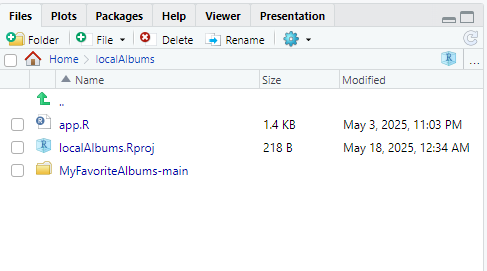 Files Plots Packages Help Viewer Presentation
Folder File Delete Rename
Home localAlbums ...
Name Size Modified
..
app.R 1.4 KB May 3, 2025, 11:03 PM
localAlbums.Rproj 218 B May 18, 2025, 12:34 AM
MyFavoriteAlbums-main